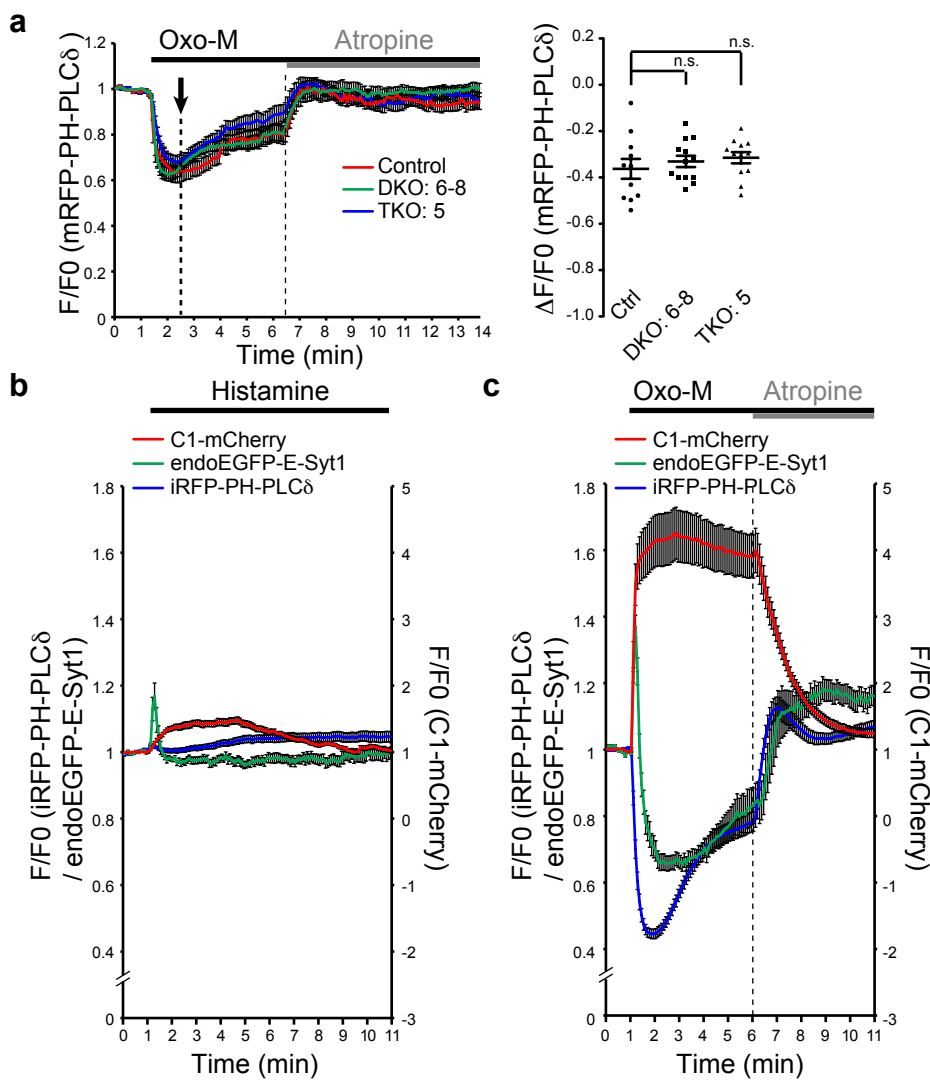 a
Oxo-M
Atropine
F/F0 (mRFP-PH-PLCδ)
1.2
1
0.8
0.6
0.4
0.2
0
Control
DKO: 6-8
TKO: 5
0 1 2 3 4 5 6 7 8 9 10 11 12 13 14
Time (min)
ΔF/F0 (mRFP-PH-PLCδ)
n.s.
n.s.
0.0
-0.2
-0.4
-0.6
-0.8
-1.0
Ctrl
DKO: 6-8
TKO: 5
b
Histamine
C1-mCherry
endoEGFP-E-Syt1
iRFP-PH-PLCδ
F/F0 (iRFP-PH-PLCδ
/ endoEGFP-E-Syt1)
1.8
1.6
1.4
1.2
1.0
0.8
0.6
0.4
0
5
4
3
2
1
0
-1
-2
-3
F/F0 (C1-mCherry)
0 1 2 3 4 5 6 7 8 9 10 11
Time (min)
c
Oxo-M
Atropine
C1-mCherry
endoEGFP-E-Syt1
iRFP-PH-PLCδ
F/F0 (iRFP-PH-PLCδ
/ endoEGFP-E-Syt1)
1.8
1.6
1.4
1.2
1.0
0.8
0.6
0.4
0
5
4
3
2
1
0
-1
-2
-3
F/F0 (C1-mCherry)
0 1 2 3 4 5 6 7 8 9 10 11
Time (min)